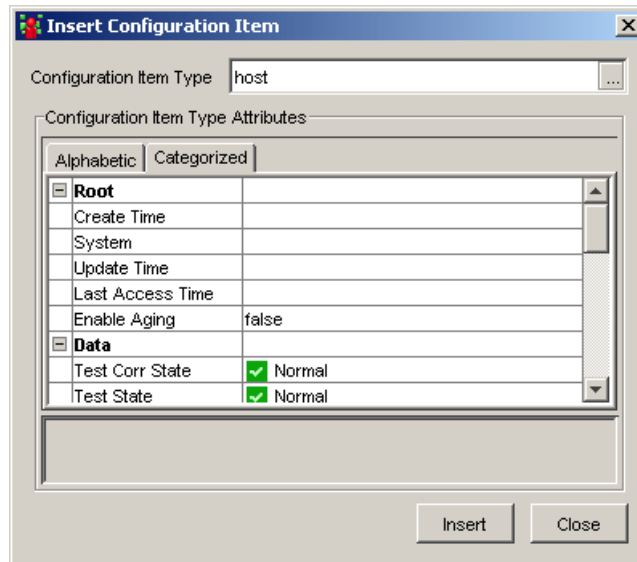 Insert Configuration Item
Configuration Item Type host ...
Configuration Item Type Attributes
Alphabetic Categorized
Root
Create Time
System
Update Time
Last Access Time
Enable Aging false
Data
Test Corr State Normal
Test State Normal
Insert Close